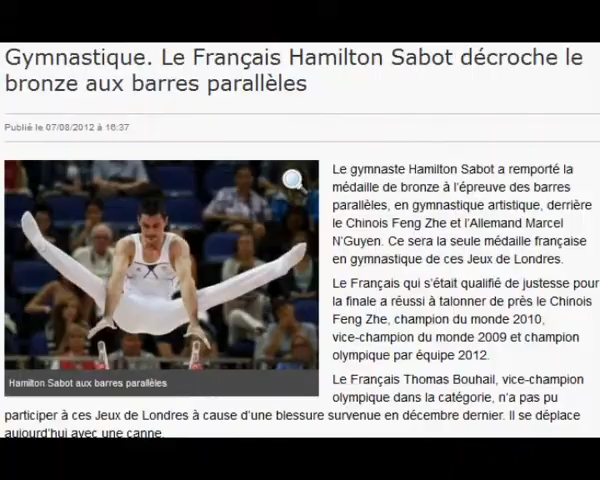 Gymnastique. Le Français Hamilton Sabot décroche le
bronze aux barres parallèles
Publié le 07/08/2012 à 16:37
Le gymnaste Hamilton Sabot a remporté la
médaille de bronze à l'épreuve des barres
parallèles, en gymnastique artistique, derrière
le Chinois Feng Zhe et l'Allemand Marcel
N'Guyen. Ce sera la seule médaille française
en gymnastique de ces Jeux de Londres.
Le Français qui s'était qualifié de justesse pour
la finale a réussi à talonner de près le Chinois
Feng Zhe, champion du monde 2010,
vice-champion du monde 2009 et champion
olympique par équipe 2012.
Hamilton Sabot aux barres parallèles
Le Français Thomas Bouhail, vice-champion
olympique dans la catégorie, n'a pas pu
participer à ces Jeux de Londres à cause d'une blessure survenue en décembre dernier. Il se déplace
aujourd'hui avec une canne.